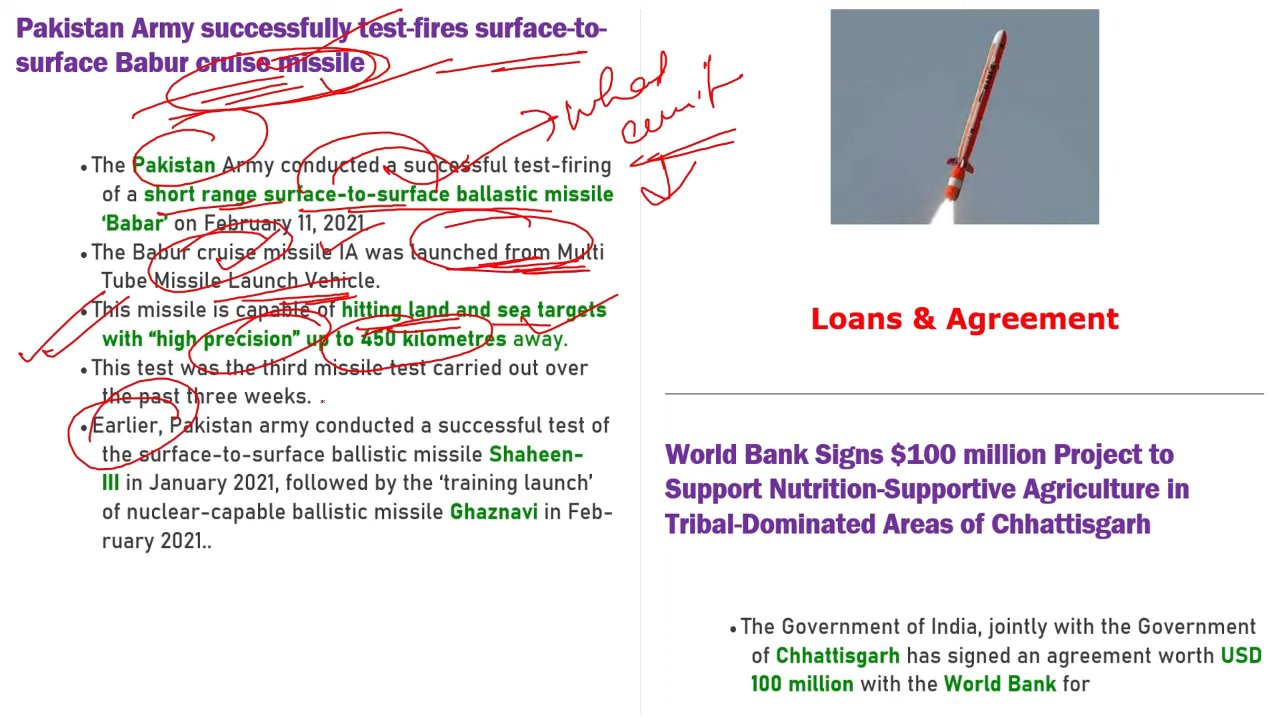 Pakistan Army successfully test-fires surface-to-
surface Babur cruise missile
• The Pakistan Army conducted a successful test-firing
of a short range surface-to-surface ballastic missile
'Babar' on February 11, 2021.
• The Babur cruise missile IA was launched from Multi
Tube Missile Launch Vehicle.
• This missile is capable of hitting land and sea targets
with "high precision" up to 450 kilometres away.
• This test was the third missile test carried out over
the past three weeks.
• Earlier, Pakistan army conducted a successful test of
the surface-to-surface ballistic missile Shaheen-
III in January 2021, followed by the 'training launch'
of nuclear-capable ballistic missile Ghaznavi in Feb-
ruary 2021..
what
Loans & Agreement
World Bank Signs $100 million Project to
Support Nutrition-Supportive Agriculture in
Tribal-Dominated Areas of Chhattisgarh
• The Government of India, jointly with the Government
of Chhattisgarh has signed an agreement worth USD
100 million with the World Bank for